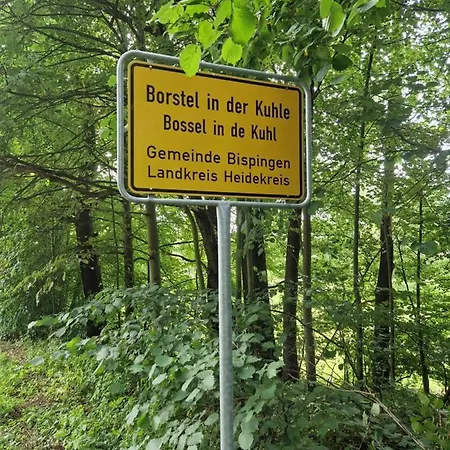 Borstel in der Kuhle
Bossel in de Kuhl
Gemeinde Bispingen
Landkreis Heidekreis